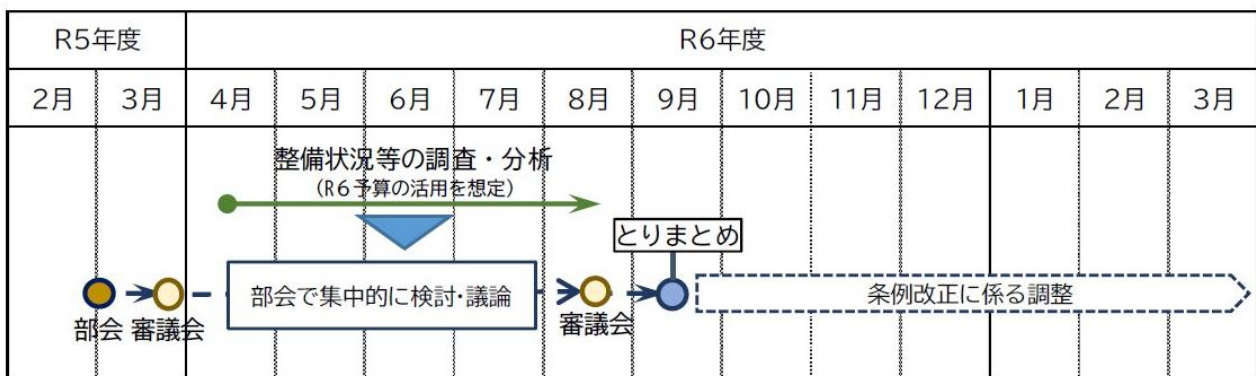 R5年度 R6年度
2月 3月 4月 5月 6月 7月 8月 9月 10月 11月 12月 1月 2月 3月
整備状況等の調査・分析
(R6予算の活用を想定)
とりまとめ
部会で集中的に検討・議論
条例改正に係る調整
部会 審議会
審議会